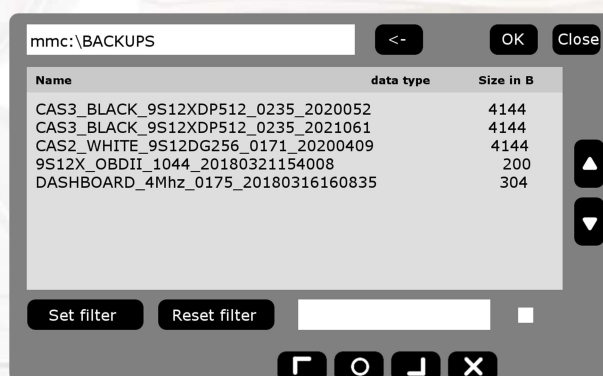 mmc:\BACKUPS <- OK Close
Name data type Size in B
CAS3_BLACK_9S12XDP512_0235_2020052 4144
CAS3_BLACK_9S12XDP512_0235_2021061 4144
CAS2_WHITE_9S12DG256_0171_20200409 4144
9S12X_OBDII_1044_20180321154008 200
DASHBOARD_4Mhz_0175_20180316160835 304
Set filter Reset filter